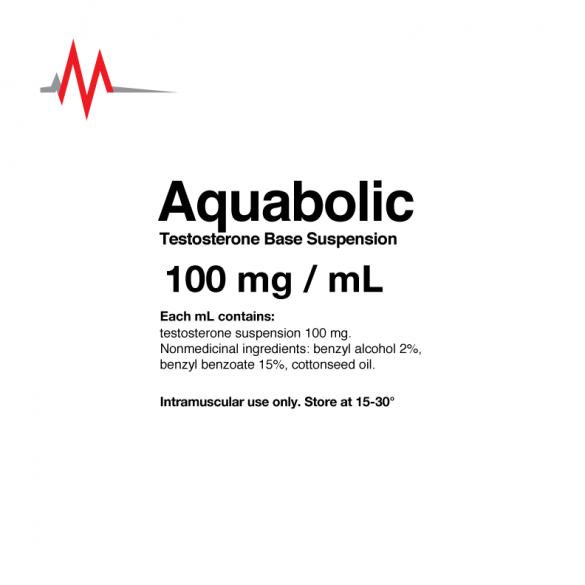 Aquabolic
Testosterone Base Suspension
100 mg / mL
Each mL contains:
testosterone suspension 100 mg.
Nonmedicinal ingredients: benzyl alcohol 2%,
benzyl benzoate 15%, cottonseed oil.
Intramuscular use only. Store at 15-30°